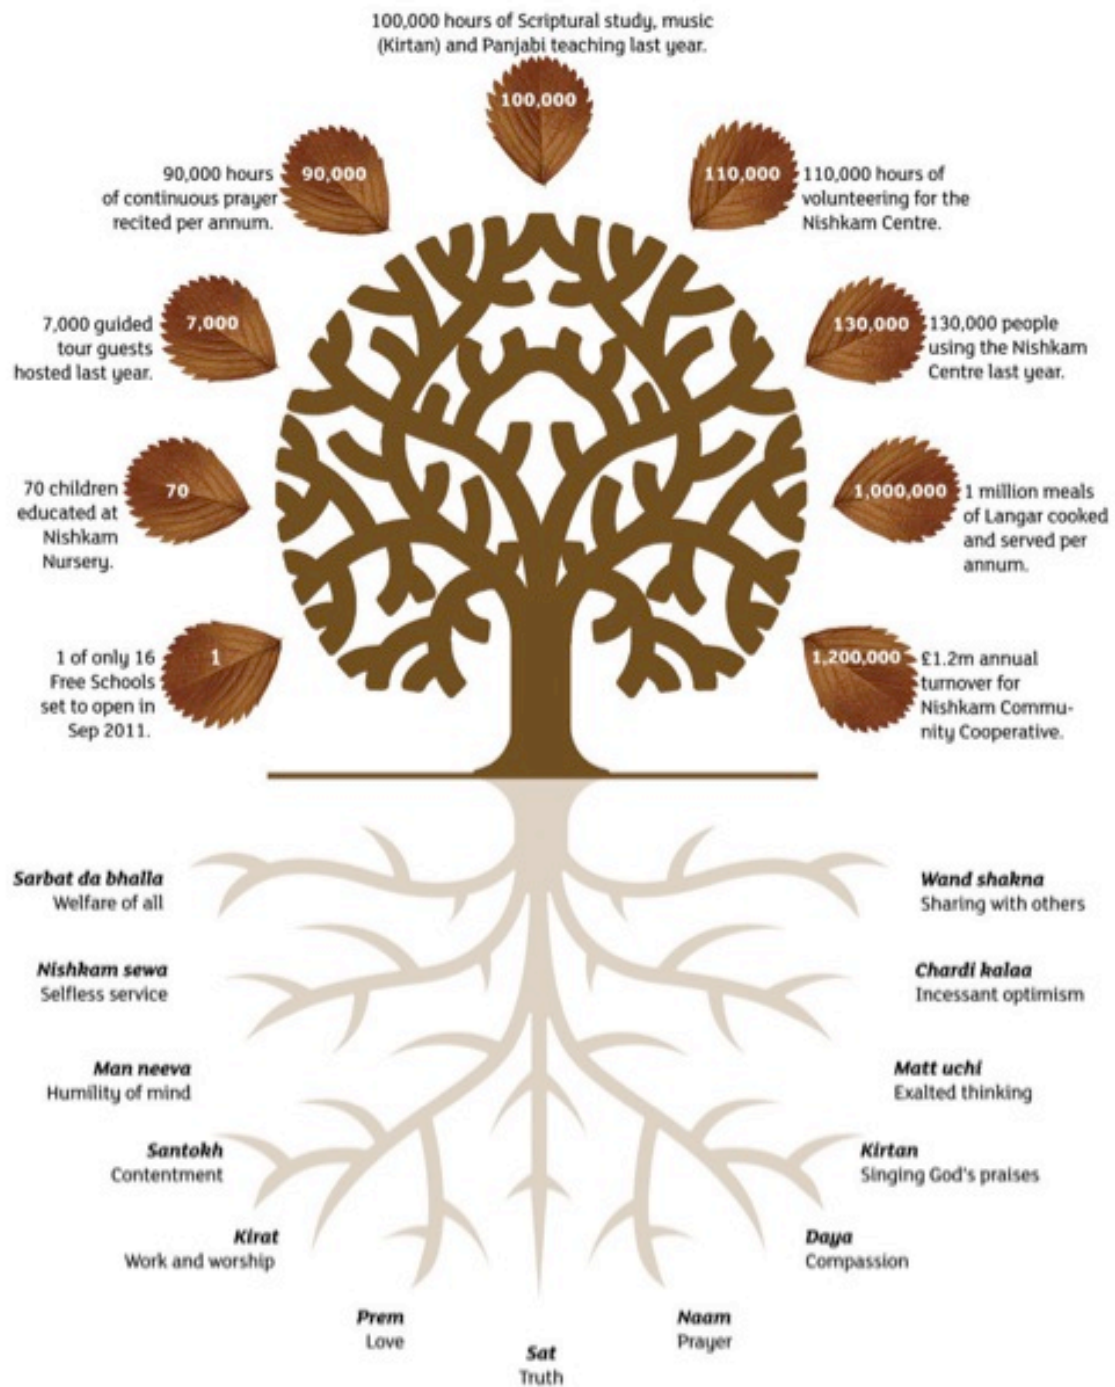 100,000 hours of Scriptural study, music
(Kirtan) and Panjabi teaching last year.
100,000
90,000 hours
of continuous prayer
recited per annum.
90,000
110,000
110,000 hours of
volunteering for the
Nishkam Centre.
7,000 guided
tour guests
hosted last year.
7,000
130,000
130,000 people
using the Nishkam
Centre last year.
70 children
educated at
Nishkam
Nursery.
70
1,000,000
1 million meals
of Langar cooked
and served per
annum.
1 of only 16
Free Schools
set to open in
Sep 2011.
1
1,200,000
£1.2m annual
turnover for
Nishkam Commu-
nity Cooperative.
Sarbat da bhalla
Welfare of all
Wand shakna
Sharing with others
Nishkam sewa
Selfless service
Chardi kalaa
Incessant optimism
Man neeva
Humility of mind
Matt uchi
Exalted thinking
Santokh
Contentment
Kirtan
Singing God's praises
Kirat
Work and worship
Daya
Compassion
Prem
Love
Naam
Prayer
Sat
Truth